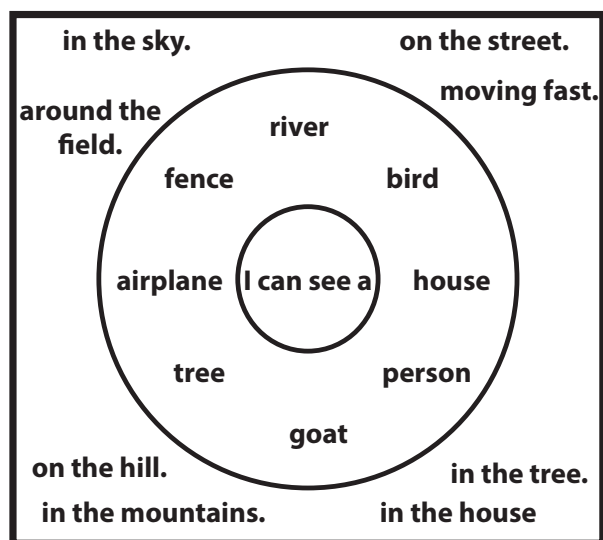 in the sky.
on the street.
moving fast.
around the
field.
river
fence
bird
airplane
I can see a
house
tree
person
goat
on the hill.
in the tree.
in the mountains.
in the house